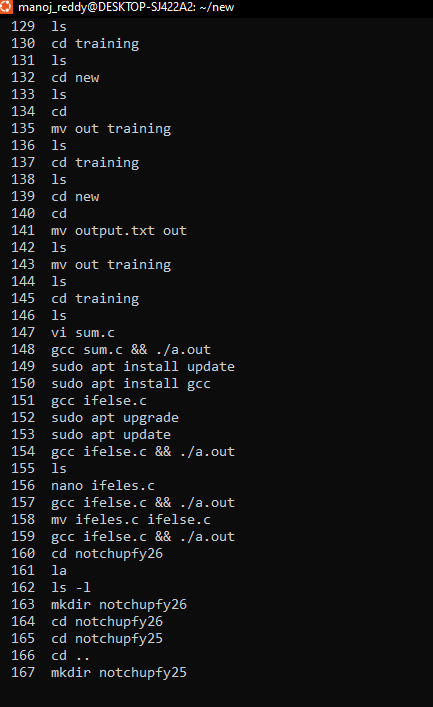 manoj_reddy@DESKTOP-SJ422A2: ~/new
129 ls
130 cd training
131 ls
132 cd new
133 ls
134 cd
135 mv out training
136 ls
137 cd training
138 ls
139 cd new
140 cd
141 mv output.txt out
142 ls
143 mv out training
144 ls
145 cd training
146 ls
147 vi sum.c
148 gcc sum.c && ./a.out
149 sudo apt install update
150 sudo apt install gcc
151 gcc ifelse.c
152 sudo apt upgrade
153 sudo apt update
154 gcc ifelse.c && ./a.out
155 ls
156 nano ifeles.c
157 gcc ifelse.c && ./a.out
158 mv ifeles.c ifelse.c
159 gcc ifelse.c && ./a.out
160 cd notchupfy26
161 la
162 ls -l
163 mkdir notchupfy26
164 cd notchupfy26
165 cd notchupfy25
166 cd ..
167 mkdir notchupfy25